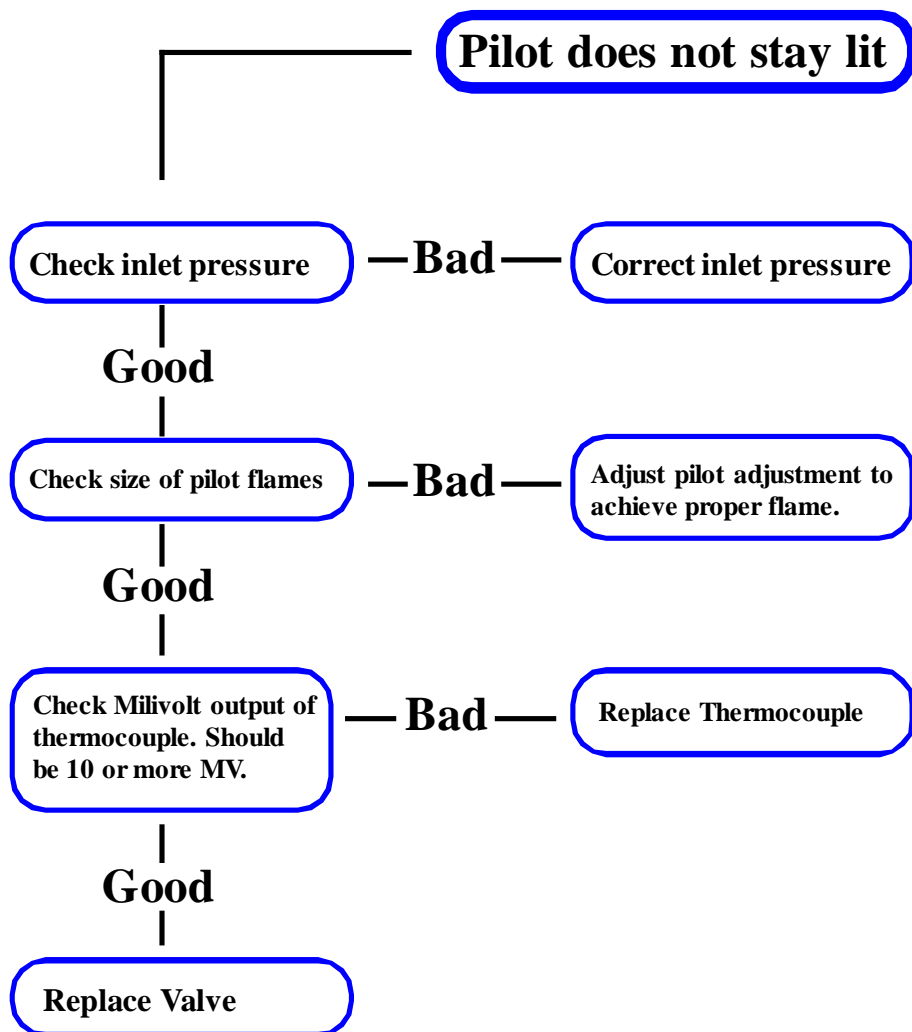 Pilot does not stay lit
Check inlet pressure
Bad
Correct inlet pressure
Good
Check size of pilot flames
Bad
Adjust pilot adjustment to
achieve proper flame.
Good
Check Milivolt output of
thermocouple. Should
be 10 or more MV.
Bad
Replace Thermocouple
Good
Replace Valve